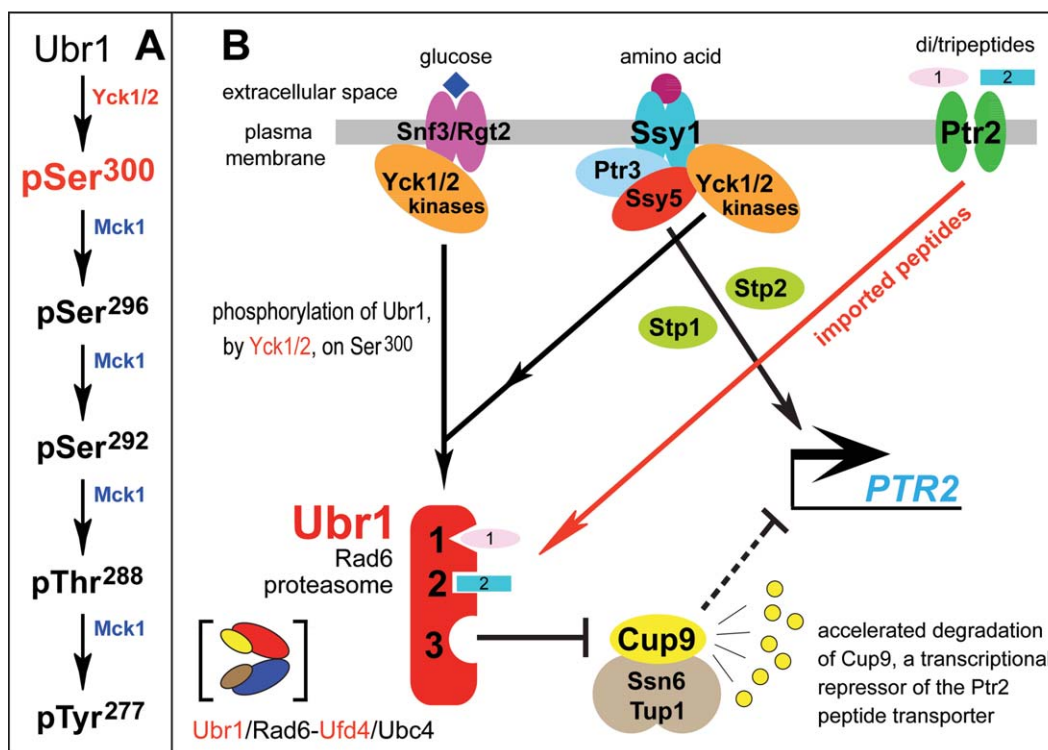 Ubr1
A
Yck1/2
pSer300
Mck1
pSer296
Mck1
pSer292
Mck1
pThr288
Mck1
pTyr277
B
glucose
amino acid
di/tripeptides
1
2
extracellular space
plasma
membrane
Snf3/Rgt2
Ssy1
Ptr2
Yck1/2
kinases
Ptr3
Ssy5
Yck1/2
kinases
phosphorylation of Ubr1,
by Yck1/2, on Ser300
Stp2
Stp1
imported peptides
PTR2
Ubr1
Rad6
proteasome
1
1
2
2
3
Cup9
Ssn6
Tup1
accelerated degradation
of Cup9, a transcriptional
repressor of the Ptr2
peptide transporter
Ubr1/Rad6-Ufd4/Ubc4